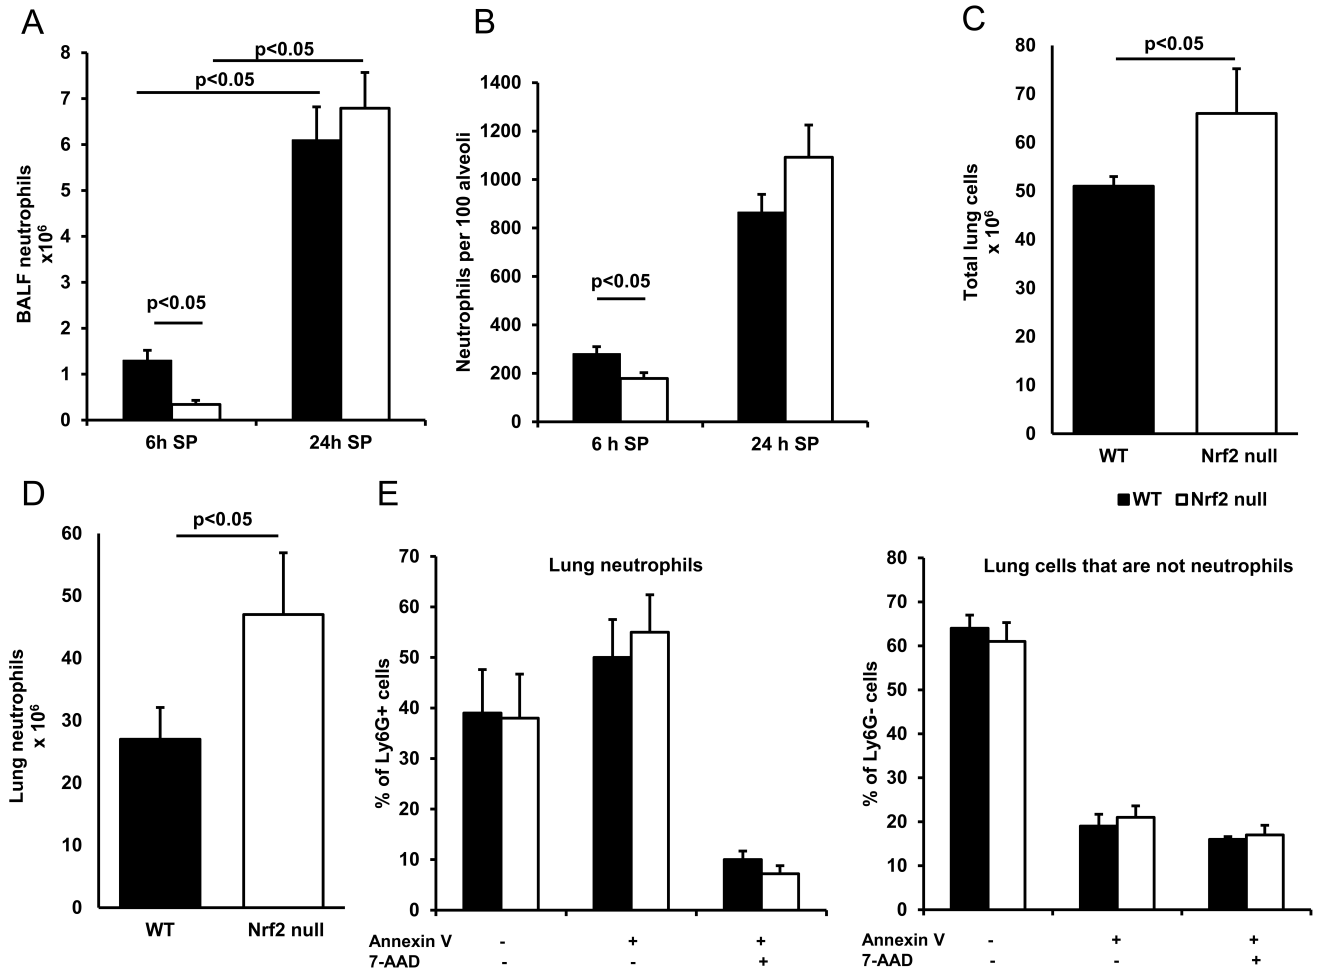 A
BALF neutrophils
x10⁶
8
7
6
5
4
3
2
1
0
p<0.05
p<0.05
p<0.05
6h SP
24h SP
B
Neutrophils per 100 alveoli
1400
1200
1000
800
600
400
200
0
p<0.05
6 h SP
24 h SP
C
Total lung cells
x 10⁶
80
70
60
50
40
30
20
10
0
p<0.05
WT
Nrf2 null
WT Nrf2 null
D
Lung neutrophils
x 10⁶
60
50
40
30
20
10
0
p<0.05
WT
Nrf2 null
E
Lung neutrophils
% of Ly6G+ cells
70
60
50
40
30
20
10
0
Annexin V - + +
7-AAD - - +
Lung cells that are not neutrophils
% of Ly6G- cells
80
70
60
50
40
30
20
10
0
Annexin V - + +
7-AAD - - +